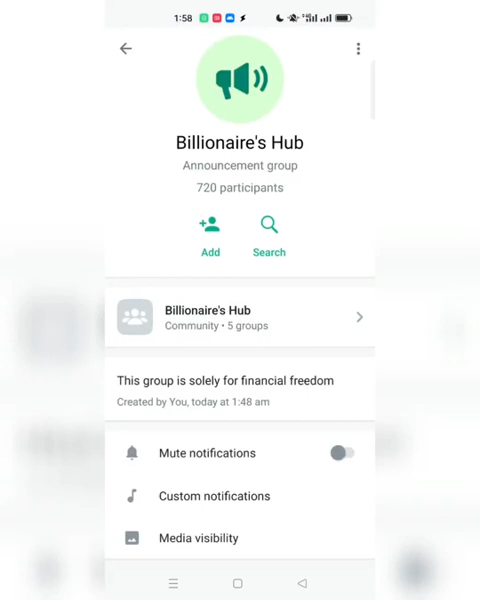 1:58
Billionaire's Hub
Announcement group
720 participants
Add
Search
Billionaire's Hub
Community • 5 groups
This group is solely for financial freedom
Created by You, today at 1:48 am
Mute notifications
Custom notifications
Media visibility